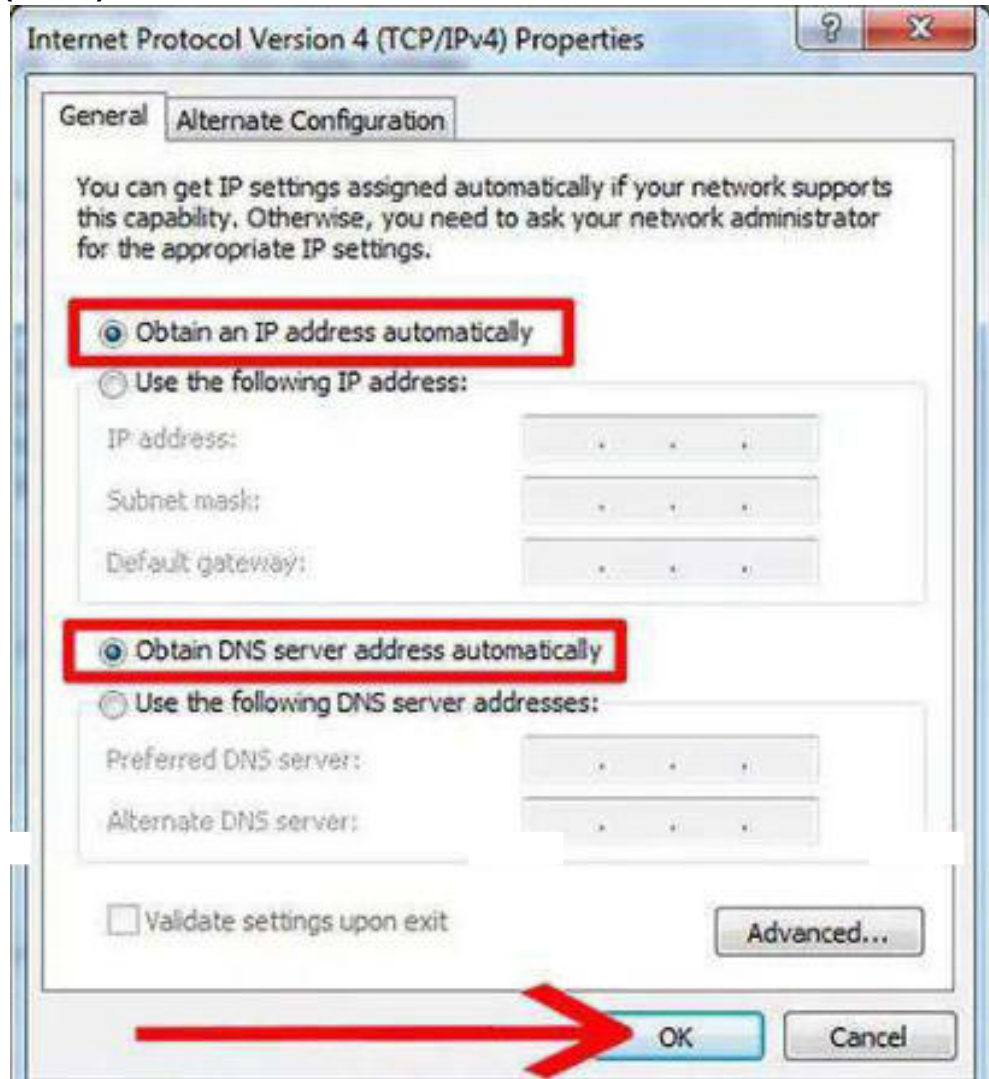 Internet Protocol Version 4 (TCP/IPv4) Properties
General
Alternate Configuration
You can get IP settings assigned automatically if your network supports
this capability. Otherwise, you need to ask your network administrator
for the appropriate IP settings.
Obtain an IP address automatically
Use the following IP address:
IP address:
Subnet mask:
Default gateway:
Obtain DNS server address automatically
Use the following DNS server addresses:
Preferred DNS server:
Alternate DNS server:
Validate settings upon exit
Advanced...
OK
Cancel